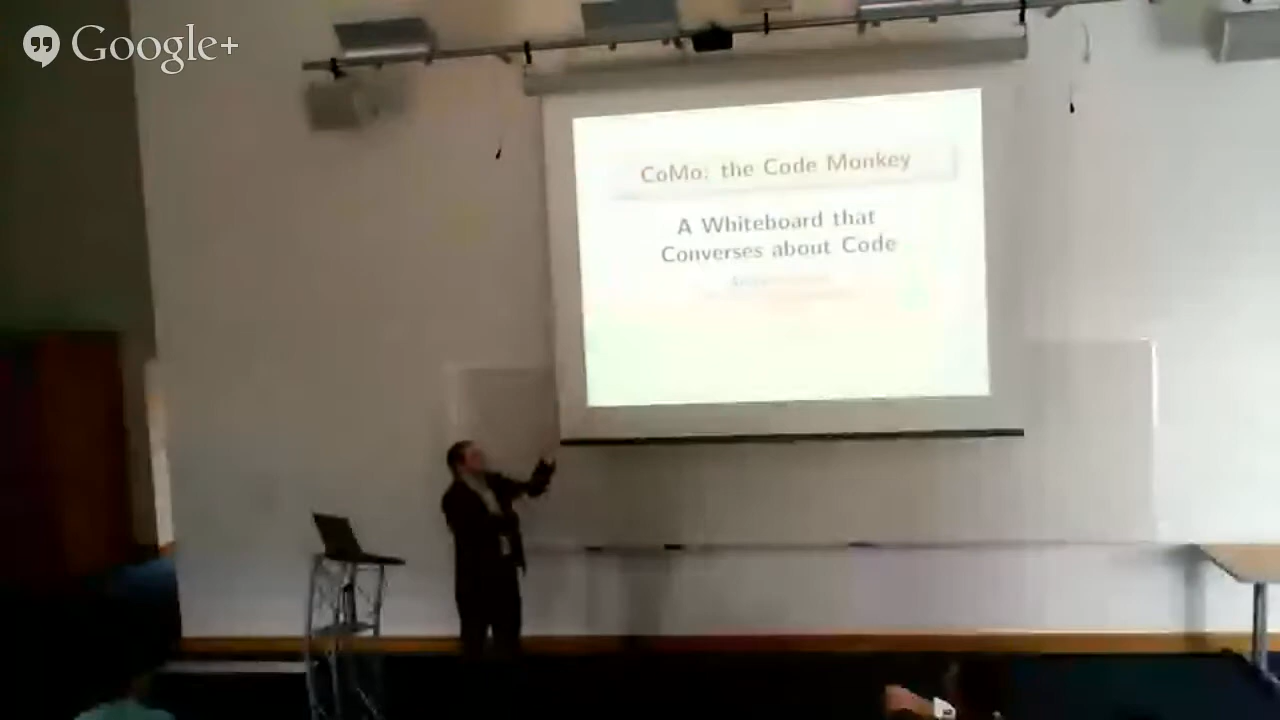 Google+
CoMo: the Code Monkey
A Whiteboard that
Converses about Code